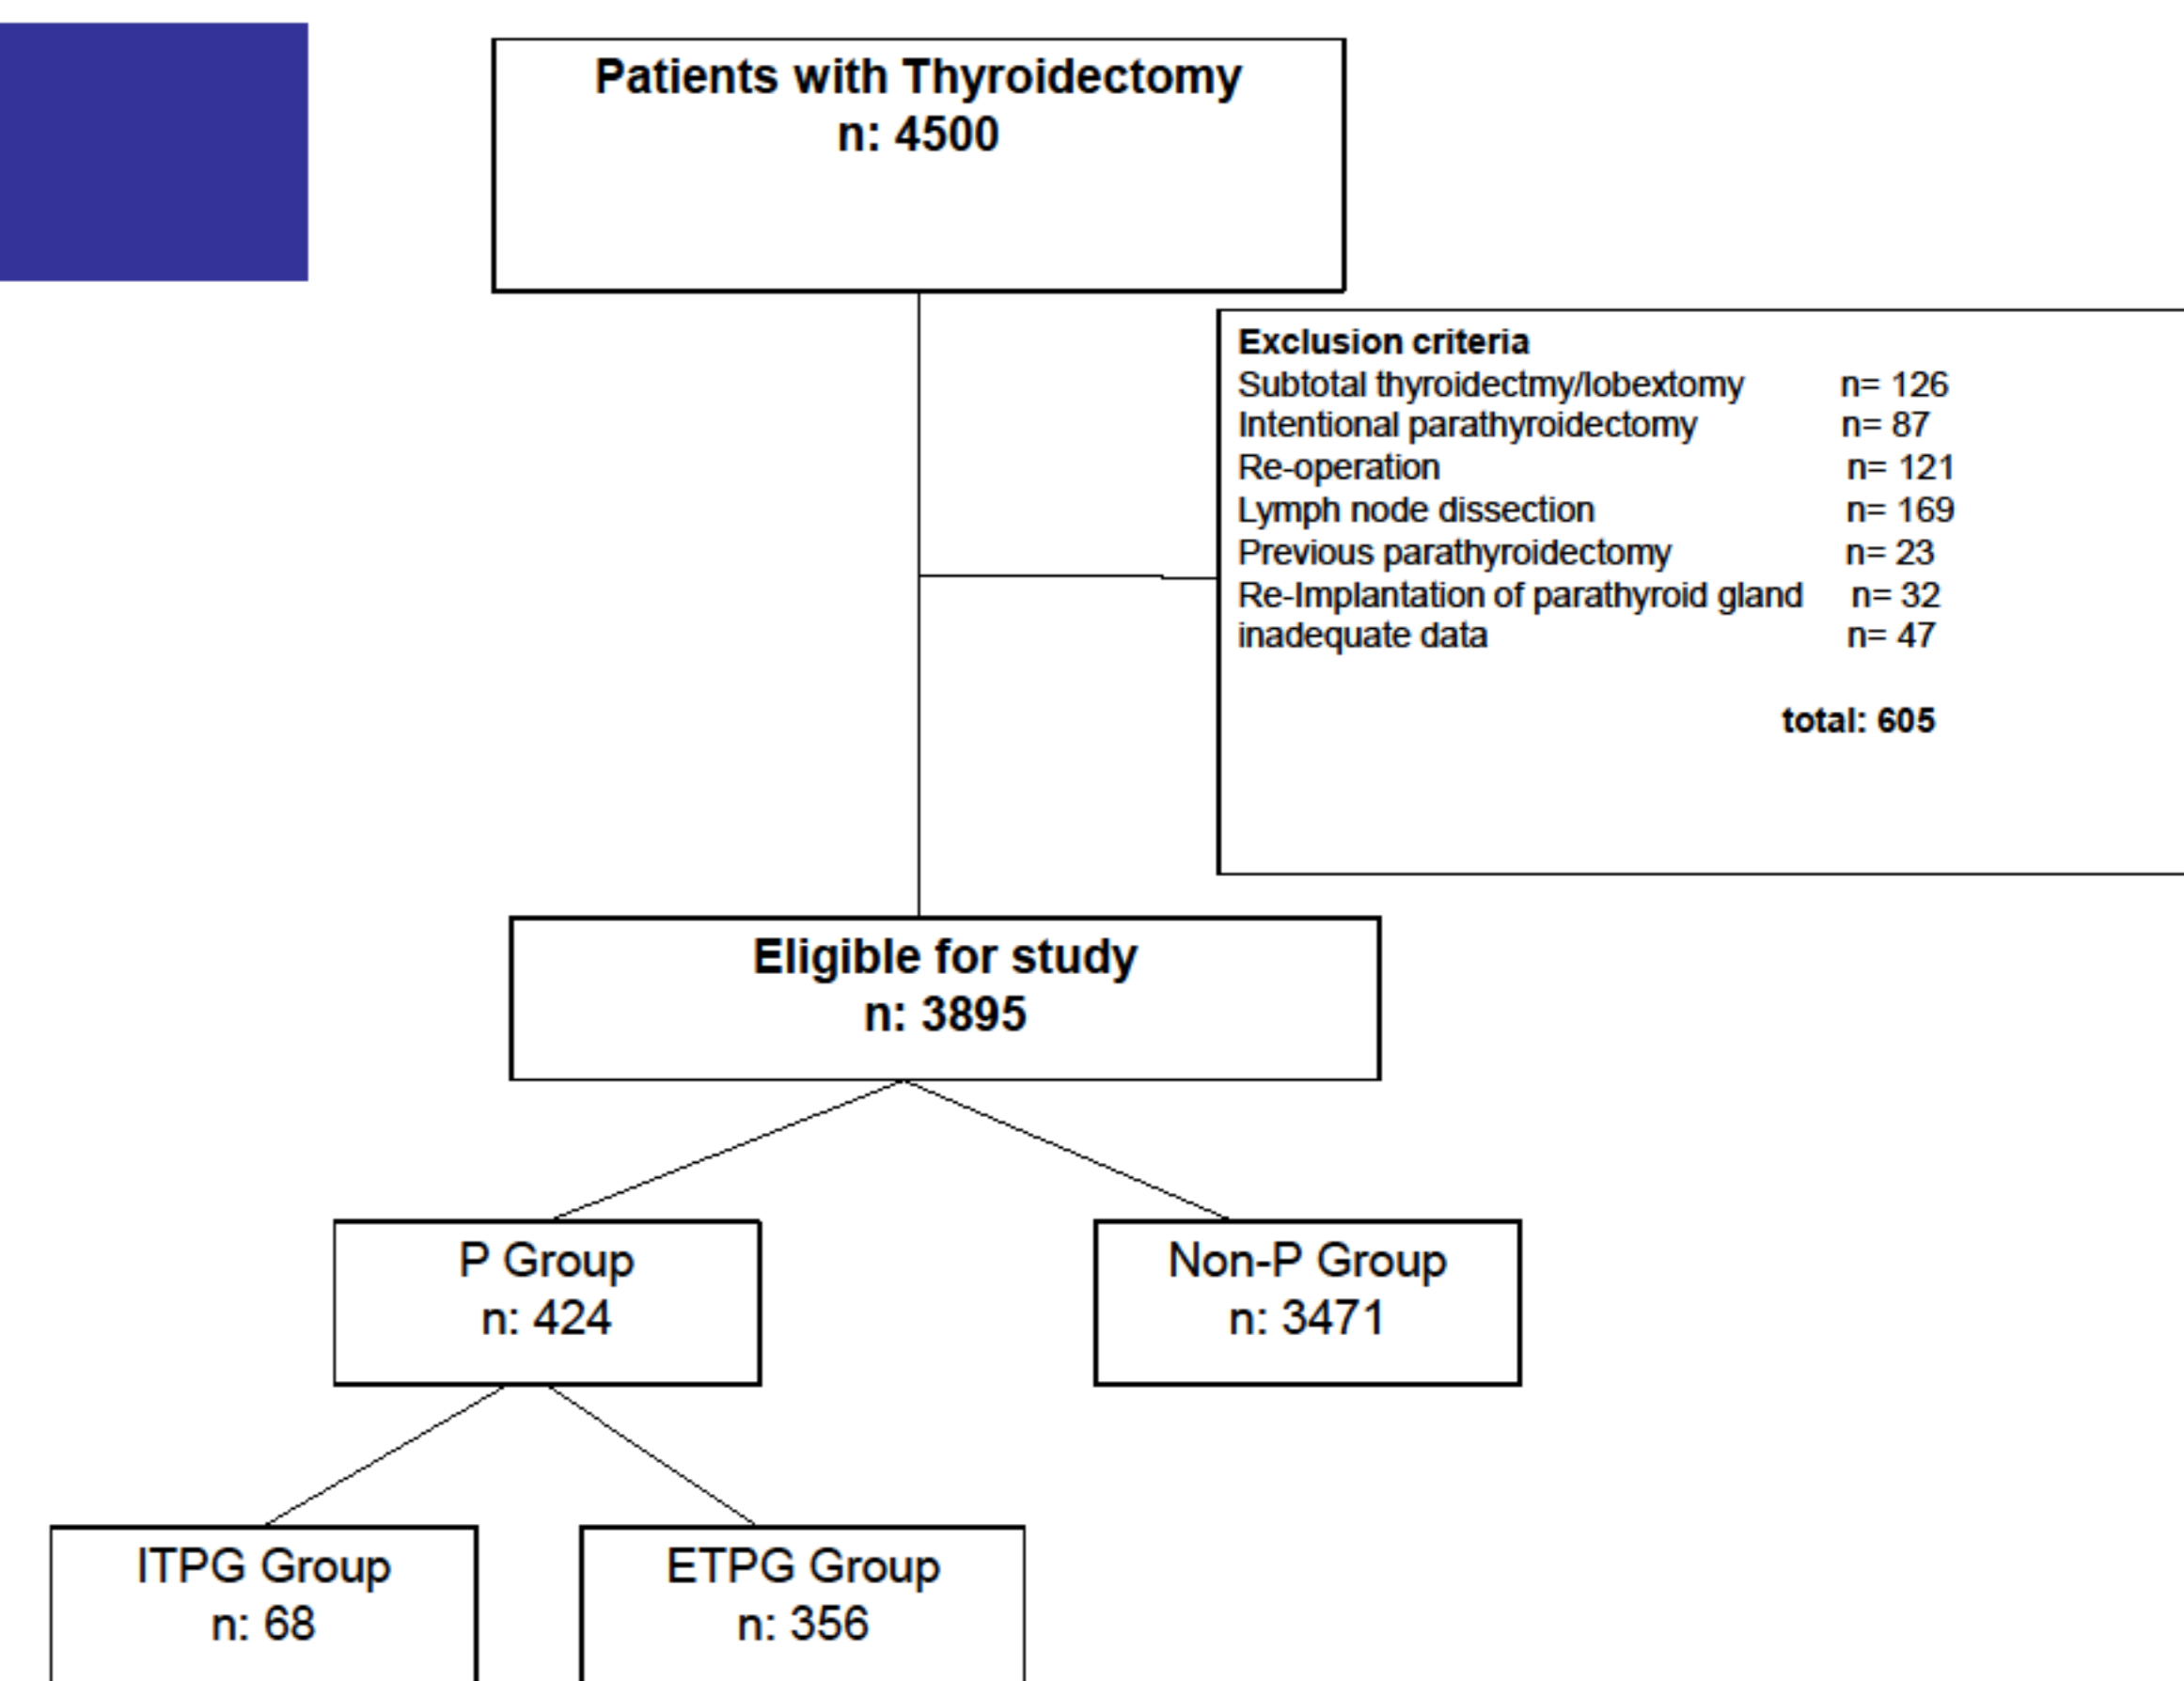 Patients with Thyroidectomy
n: 4500
Exclusion criteria
Subtotal thyroidectmy/lobextomy n= 126
Intentional parathyroidectomy n= 87
Re-operation n= 121
Lymph node dissection n= 169
Previous parathyroidectomy n= 23
Re-Implantation of parathyroid gland n= 32
inadequate data n= 47
total: 605
Eligible for study
n: 3895
P Group
n: 424
Non-P Group
n: 3471
ITPG Group
n: 68
ETPG Group
n: 356